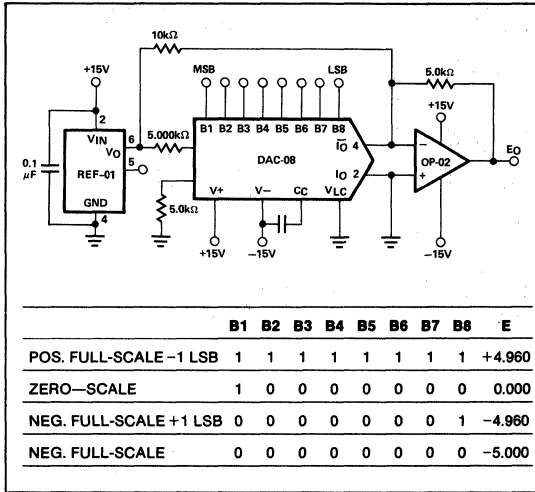 10kΩ
+15V
MSB
LSB
5.0kΩ
+15V
2
VIN
VO
6
5.000kΩ
B1 B2 B3 B4 B5 B6 B7 B8
IO 4
−
EO
0.1 µF
REF-01
5
DAC-08
OP-02
IO 2
+
GND
4
5.0kΩ
V+
V−
CC
VLC
+15V
−15V
−15V
B1 B2 B3 B4 B5 B6 B7 B8 E
POS. FULL-SCALE −1 LSB 1 1 1 1 1 1 1 1 +4.960
ZERO—SCALE 1 0 0 0 0 0 0 0 0.000
NEG. FULL-SCALE +1 LSB 0 0 0 0 0 0 0 1 −4.960
NEG. FULL-SCALE 0 0 0 0 0 0 0 0 −5.000